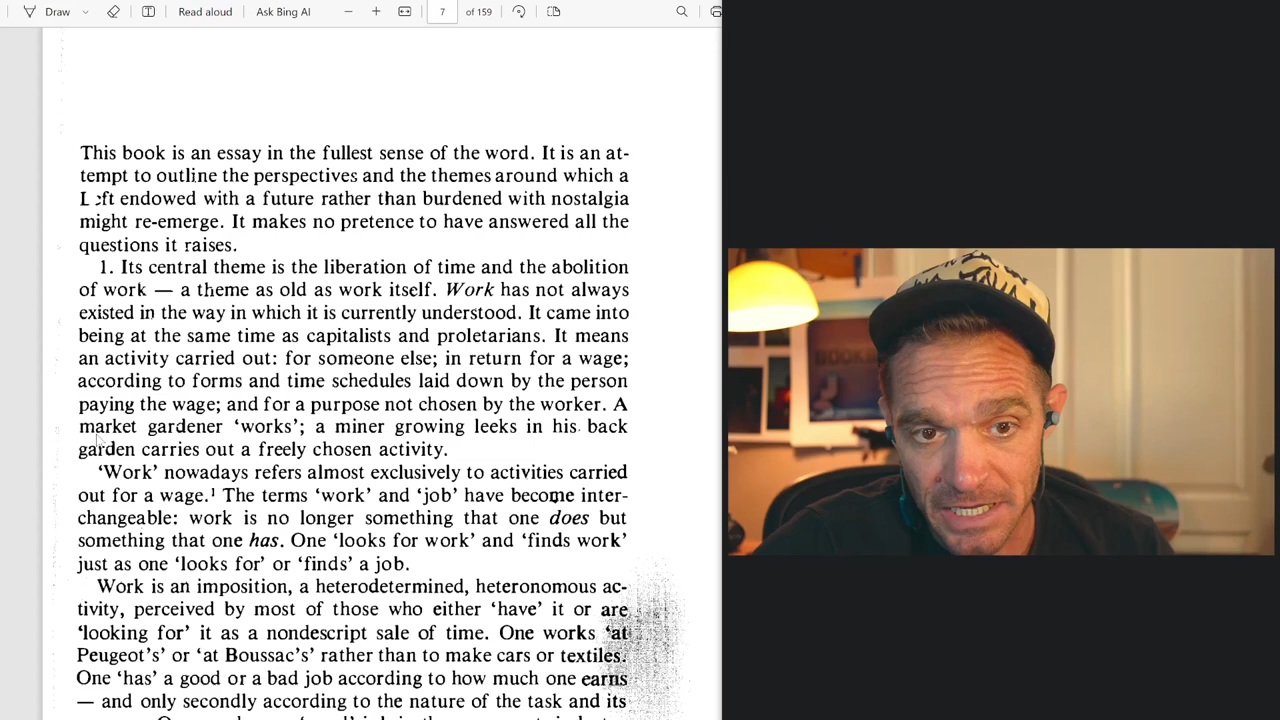 Draw
Read aloud
Ask Bing AI
7
of 159
This book is an essay in the fullest sense of the word. It is an at-
tempt to outline the perspectives and the themes around which a
L ft endowed with a future rather than burdened with nostalgia
might re-emerge. It makes no pretence to have answered all the
questions it raises.
1. Its central theme is the liberation of time and the abolition
of work — a theme as old as work itself. Work has not always
existed in the way in which it is currently understood. It came into
being at the same time as capitalists and proletarians. It means
an activity carried out: for someone else; in return for a wage;
according to forms and time schedules laid down by the person
paying the wage; and for a purpose not chosen by the worker. A
market gardener ‘works’; a miner growing leeks in his back
garden carries out a freely chosen activity.
‘Work’ nowadays refers almost exclusively to activities carried
out for a wage.¹ The terms ‘work’ and ‘job’ have become inter-
changeable: work is no longer something that one does but
something that one has. One ‘looks for work’ and ‘finds work’
just as one ‘looks for’ or ‘finds’ a job.
Work is an imposition, a heterodetermined, heteronomous ac-
tivity, perceived by most of those who either ‘have’ it or are
‘looking for’ it as a nondescript sale of time. One works ‘at
Peugeot's’ or ‘at Boussac's’ rather than to make cars or textiles.
One ‘has’ a good or a bad job according to how much one earns
— and only secondly according to the nature of the task and its